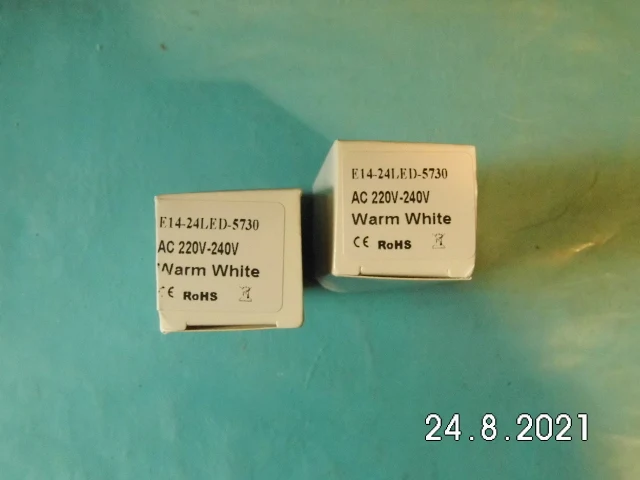 E14-24LED-5730
AC 220V-240V
Warm White
CE RoHS
E14-24LED-5730
AC 220V-240V
Warm White
CE RoHS
24.8.2021